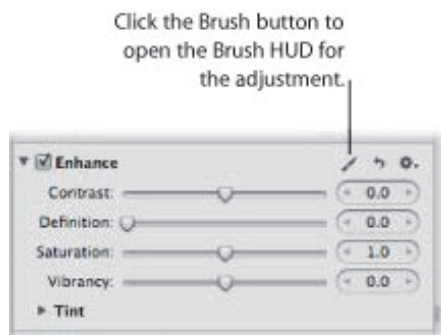 Click the Brush button to
open the Brush HUD for
the adjustment.
Enhance
Contrast: 0.0
Definition: 0.0
Saturation: 1.0
Vibrancy: 0.0
Tint